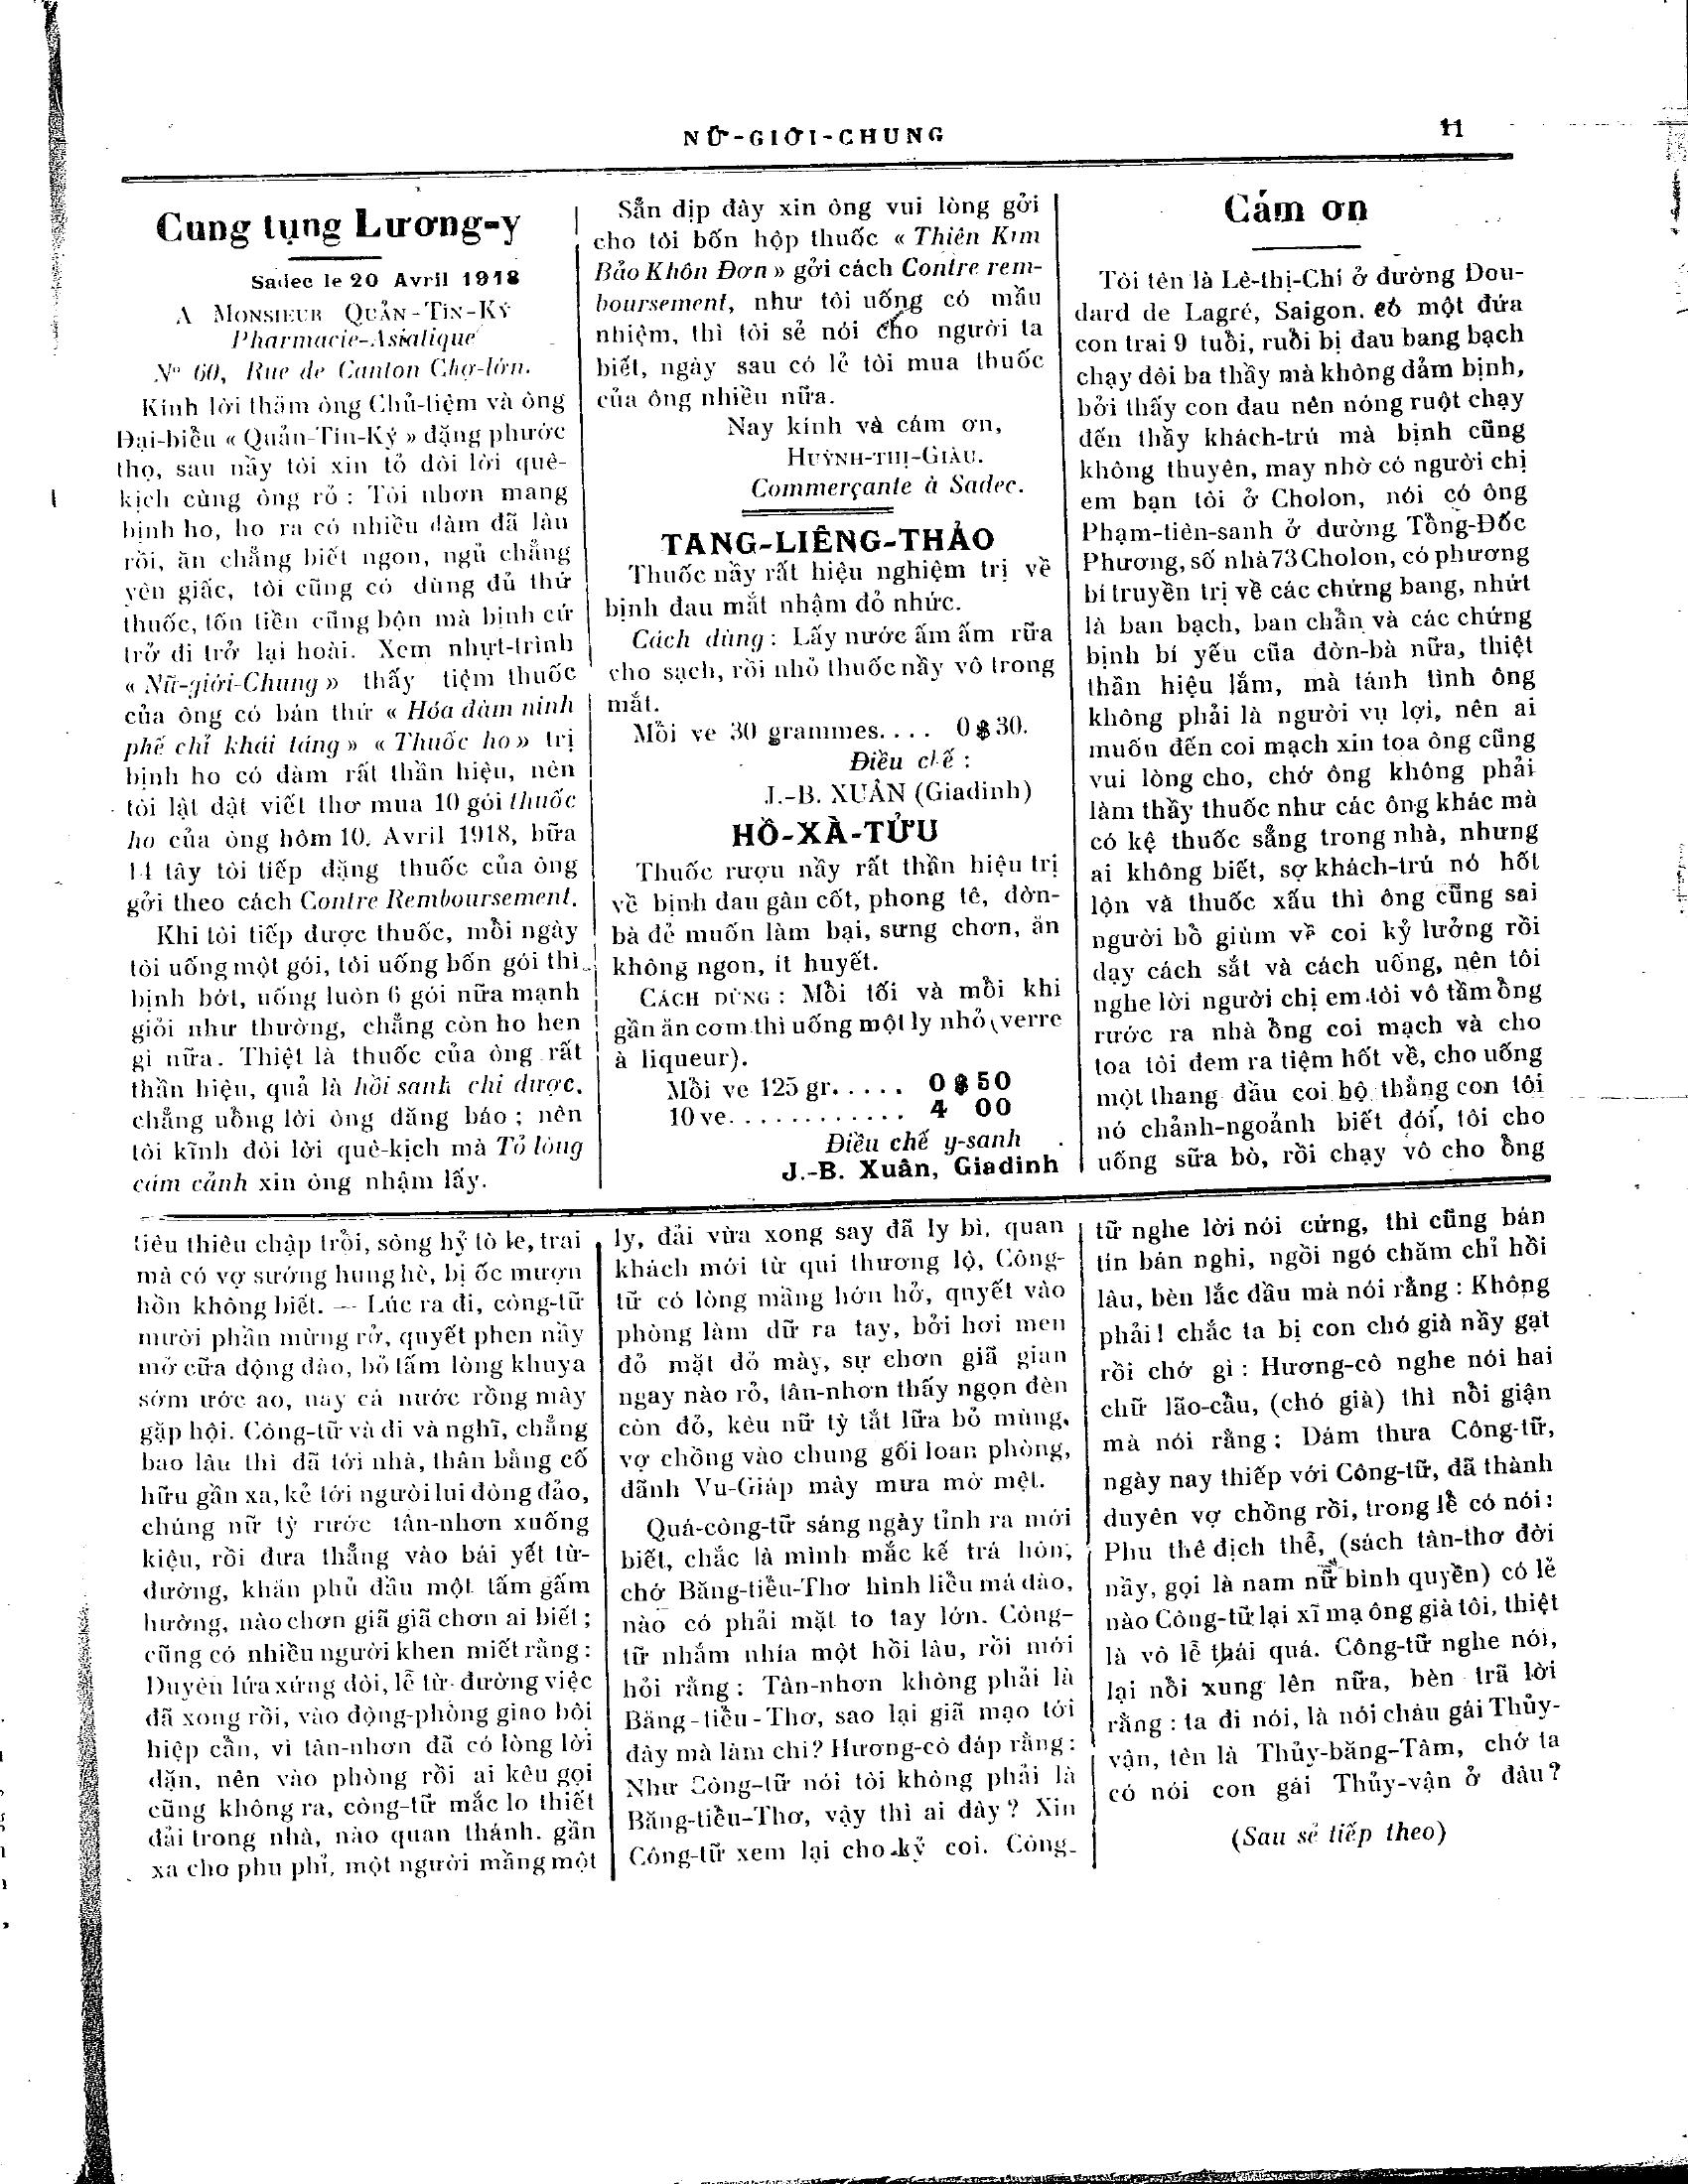 NỮ-GIỚI-CHUNG
11
Cung tụng Lương-y
Sadec le 20 Avril 1918
A MONSIEUR QUẢN-TÍN-KÝ
Pharmacie-Asiatique
Nº 60, Rue de Canton Chợ-lớn.
Kính lời thăm ông Chủ-tiệm và ông
Đại-biểu « Quản-Tín-Ký » đặng phước
thọ, sau nầy tôi xin tỏ đôi lời quê-
kịch cùng ông rỏ : Tôi nhơn mang
bịnh ho, ho ra có nhiều đàm đã lâu
rồi, ăn chẳng biết ngon, ngủ chẳng
yên giấc, tôi cũng có dùng đủ thứ
thuốc, tốn tiền cũng bộn mà bịnh cứ
trở đi trở lại hoài. Xem nhựt-trình
« Nữ-giới-Chung » thấy tiệm thuốc
của ông có bán thứ « Hóa đàm ninh
phế chỉ khái táng » « Thuốc ho » trị
bịnh ho có đàm rất thần hiệu, nên
tôi lật đật viết thơ mua 10 gói thuốc
ho của ông hôm 10, Avril 1918, bữa
14 tây tôi tiếp đặng thuốc của ông
gởi theo cách Contre Remboursement.
Khi tôi tiếp được thuốc, mỗi ngày
tôi uống một gói, tôi uống bốn gói thì
bịnh bớt, uống luôn 6 gói nữa mạnh
giỏi như thường, chẳng còn ho hen
gì nữa. Thiệt là thuốc của ông rất
thần hiệu, quả là hồi sanh chi dược,
chẳng uổng lời ông đăng báo ; nên
tôi kĩnh đôi lời quê-kịch mà Tỏ lòng
cám cảnh xin ông nhậm lấy.
Sẵn dịp đây xin ông vui lòng gởi
cho tôi bốn hộp thuốc « Thiên Kim
Bảo Khôn Đơn » gởi cách Contre rem-
boursement, như tôi uống có mầu
nhiệm, thì tôi sẻ nói cho người ta
biết, ngày sau có lẻ tôi mua thuốc
của ông nhiều nữa.
Nay kính và cám ơn,
HUỲNH-THỊ-GIÀU.
Commerçante à Sadec.
TANG-LIÊNG-THẢO
Thuốc nầy rất hiệu nghiệm trị về
bịnh đau mắt nhậm đỏ nhức.
Cách dùng : Lấy nước ấm ấm rữa
cho sạch, rồi nhỏ thuốc nầy vô trong
mắt.
Mỗi ve 30 grammes.... 0$30.
Điều chế :
J.-B. XUÂN (Giadinh)
HỒ-XÀ-TỬU
Thuốc rượu nầy rất thần hiệu trị
về bịnh đau gân cốt, phong tê, đờn-
bà đẻ muốn làm bại, sưng chơn, ăn
không ngon, ít huyết.
CÁCH DÙNG : Mỗi tối và mỗi khi
gần ăn cơm thì uống một ly nhỏ (verre
à liqueur).
Mỗi ve 125 gr..... 0$50
10 ve............ 4 00
Điều chế y-sanh
J.-B. Xuân, Giadinh
Cám ơn
Tôi tên là Lê-thị-Chí ở đường Dou-
dard de Lagré, Saigon. có một đứa
con trai 9 tuổi, ruồi bị đau bang bạch
chạy đôi ba thầy mà không đảm bịnh,
bởi thấy con đau nên nóng ruột chạy
đến thầy khách-trú mà bịnh cũng
không thuyên, may nhờ có người chị
em bạn tôi ở Cholon, nói có ông
Phạm-tiên-sanh ở đường Tổng-Đốc
Phương, số nhà 73 Cholon, có phương
bí truyền trị về các chứng bang, nhứt
là ban bạch, ban chẩn và các chứng
bịnh bí yếu cũa đờn-bà nữa, thiệt
thần hiệu lắm, mà tánh tình ông
không phải là người vụ lợi, nên ai
muốn đến coi mạch xin toa ông cũng
vui lòng cho, chớ ông không phải
làm thầy thuốc như các ông khác mà
có kệ thuốc sẵng trong nhà, nhưng
ai không biết, sợ khách-trú nó hốt
lộn và thuốc xấu thì ông cũng sai
người bổ giùm về coi kỷ lưởng rồi
dạy cách sắt và cách uống, nên tôi
nghe lời người chị em tôi vô tầm ổng
rước ra nhà ổng coi mạch và cho
toa tôi đem ra tiệm hốt về, cho uống
một thang đầu coi bộ thằng con tôi
nó chảnh-ngoảnh biết đói, tôi cho
uống sữa bò, rồi chạy vô cho ổng
tiêu thiều chập trỗi, sông hỷ tò le, trai
mà có vợ sướng hung hè, bị ốc mượn
hồn không biết. — Lúc ra đi, công-tữ
mười phần mừng rở, quyết phen nầy
mở cữa động đào, bỏ tấm lòng khuya
sớm ước ao, nay cá nước rồng mây
gặp hội. Công-tữ và đi và nghĩ, chẳng
bao lâu thì đã tới nhà, thân bằng cố
hữu gần xa, kẻ tới người lui đông đảo,
chúng nữ tỳ rước tân-nhơn xuống
kiệu, rồi đưa thẳng vào bái yết từ-
đường, khăn phủ đầu một tấm gấm
hường, nào chơn giã giã chơn ai biết ;
cũng có nhiều người khen miết rằng :
Duyên lứa xứng đôi, lễ từ-đường việc
đã xong rồi, vào động-phòng giao bôi
hiệp cẩn, vì tân-nhơn đã có lòng lời
dặn, nên vào phòng rồi ai kêu gọi
cũng không ra, công-tữ mắc lo thiết
đải trong nhà, nào quan thánh. gần
xa cho phu phỉ, một người mằng một
ly, đải vừa xong say đã ly bì, quan
khách mới từ qui thương lộ, Công-
tữ có lòng mầng hớn hở, quyết vào
phòng làm dữ ra tay, bởi hơi men
đỏ mặt đỏ mày, sự chơn giã gian
ngay nào rỏ, tân-nhơn thấy ngọn đèn
còn đỏ, kêu nữ tỳ tắt lữa bỏ mùng,
vợ chồng vào chung gối loan phòng,
đãnh Vu-Giáp mây mưa mờ mệt.
Quá-công-tữ sáng ngày tỉnh ra mới
biết, chắc là mình mắc kế trá hôn,
chớ Băng-tiểu-Thơ hình liễu má đào,
nào có phải mặt to tay lớn. Công-
tữ nhắm nhía một hồi lâu, rồi mới
hỏi rằng : Tân-nhơn không phải là
Băng-tiểu-Thơ, sao lại giã mạo tới
đây mà làm chi ? Hương-cô đáp rằng :
Như Công-tữ nói tôi không phải là
Băng-tiểu-Thơ, vậy thì ai đây ? Xin
Công-tữ xem lại cho kỷ coi. Công-
tữ nghe lời nói cứng, thì cũng bán
tín bán nghi, ngồi ngó chăm chỉ hồi
lâu, bèn lắc đầu mà nói rằng : Không
phải ! chắc ta bị con chó già nầy gạt
rồi chớ gì : Hương-cô nghe nói hai
chữ lão-cẩu, (chó già) thì nổi giận
mà nói rằng : Dám thưa Công-tữ,
ngày nay thiếp với Công-tữ, đã thành
duyên vợ chồng rồi, trong lễ có nói :
Phu thê địch thể, (sách tân-thơ đời
nầy, gọi là nam nữ bình quyền) có lẻ
nào Công-tữ lại xĩ mạ ông già tôi, thiệt
là vô lễ thái quá. Công-tữ nghe nói,
lại nổi xung lên nữa, bèn trã lời
rằng : ta đi nói, là nói cháu gái Thủy-
vận, tên là Thủy-băng-Tâm, chớ ta
có nói con gái Thủy-vận ở đâu ?
(Sau sẻ tiếp theo)